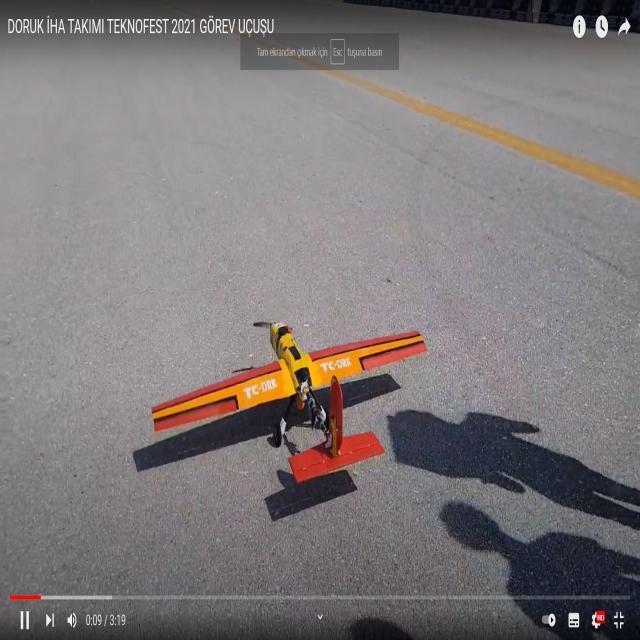 DORUK İHA TAKIMI TEKNOFEST 2021 GÖREV UÇUŞU
Tam ekrandan çıkmak için Esc tuşuna basın
TC-DRK
TC-DRK
0:09 / 3:19
HD